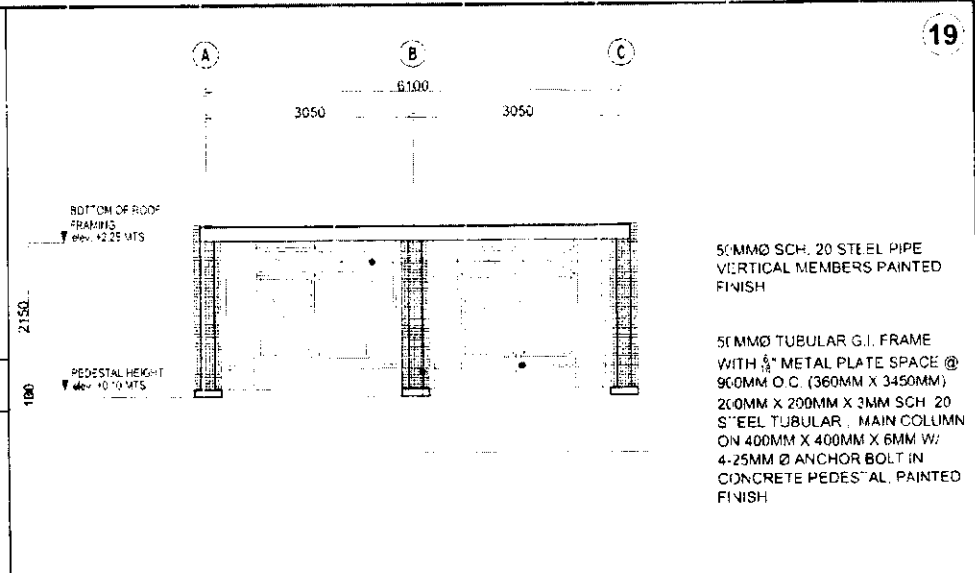 19
A
B
C
6100
3050
3050
BOTTOM OF ROOF
FRAMING
elev. +2.25 MTS
2150
PEDESTAL HEIGHT
elev. +0.10 MTS
100
50MMØ SCH. 20 STEEL PIPE
VERTICAL MEMBERS PAINTED
FINISH
50MMØ TUBULAR G.I. FRAME
WITH METAL PLATE SPACE @
900MM O.C. (360MM X 3450MM)
200MM X 200MM X 3MM SCH 20
STEEL TUBULAR , MAIN COLUMN
ON 400MM X 400MM X 6MM W/
4-25MM Ø ANCHOR BOLT IN
CONCRETE PEDESTAL, PAINTED
FINISH